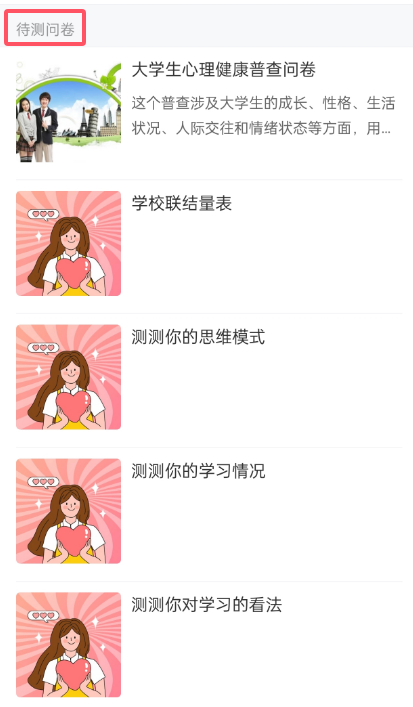 待测问卷
大学生心理健康普查问卷
这个普查涉及大学生的成长、性格、生活
状况、人际交往和情绪状态等方面，用...
学校联结量表
测测你的思维模式
测测你的学习情况
测测你对学习的看法